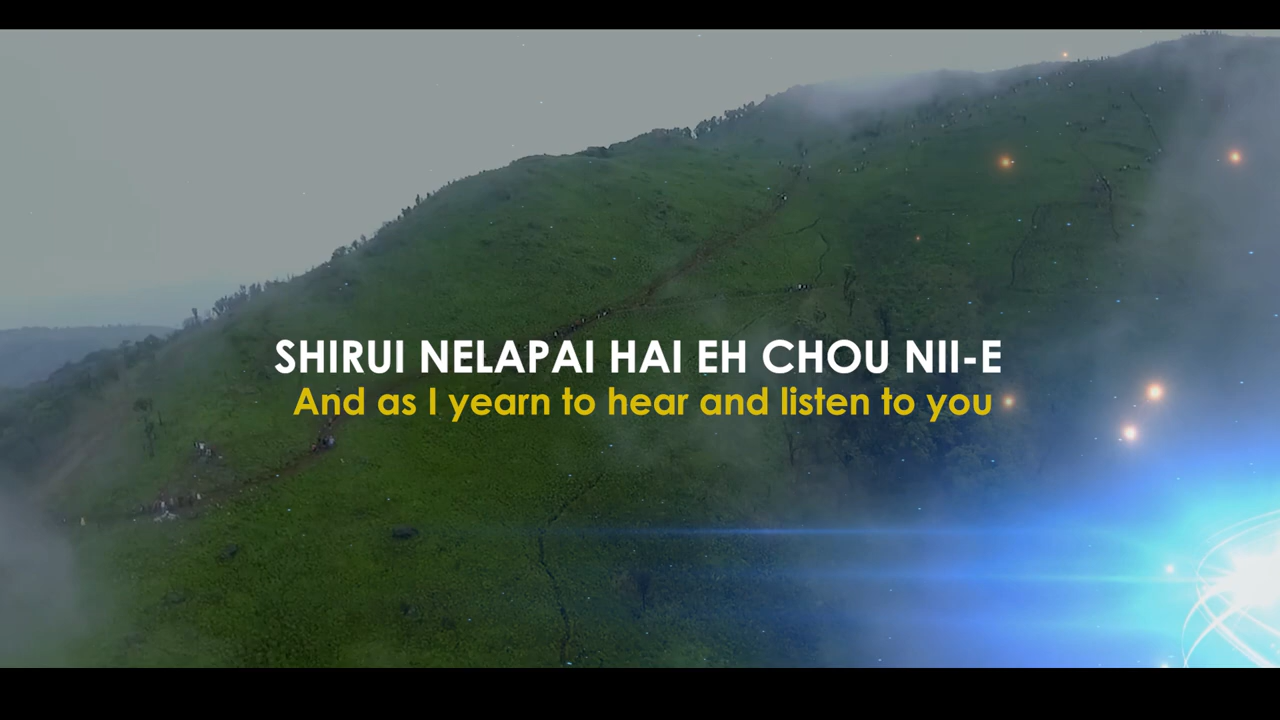 SHIRUI NELAPAI HAI EH CHOU NII-E
And as I yearn to hear and listen to you